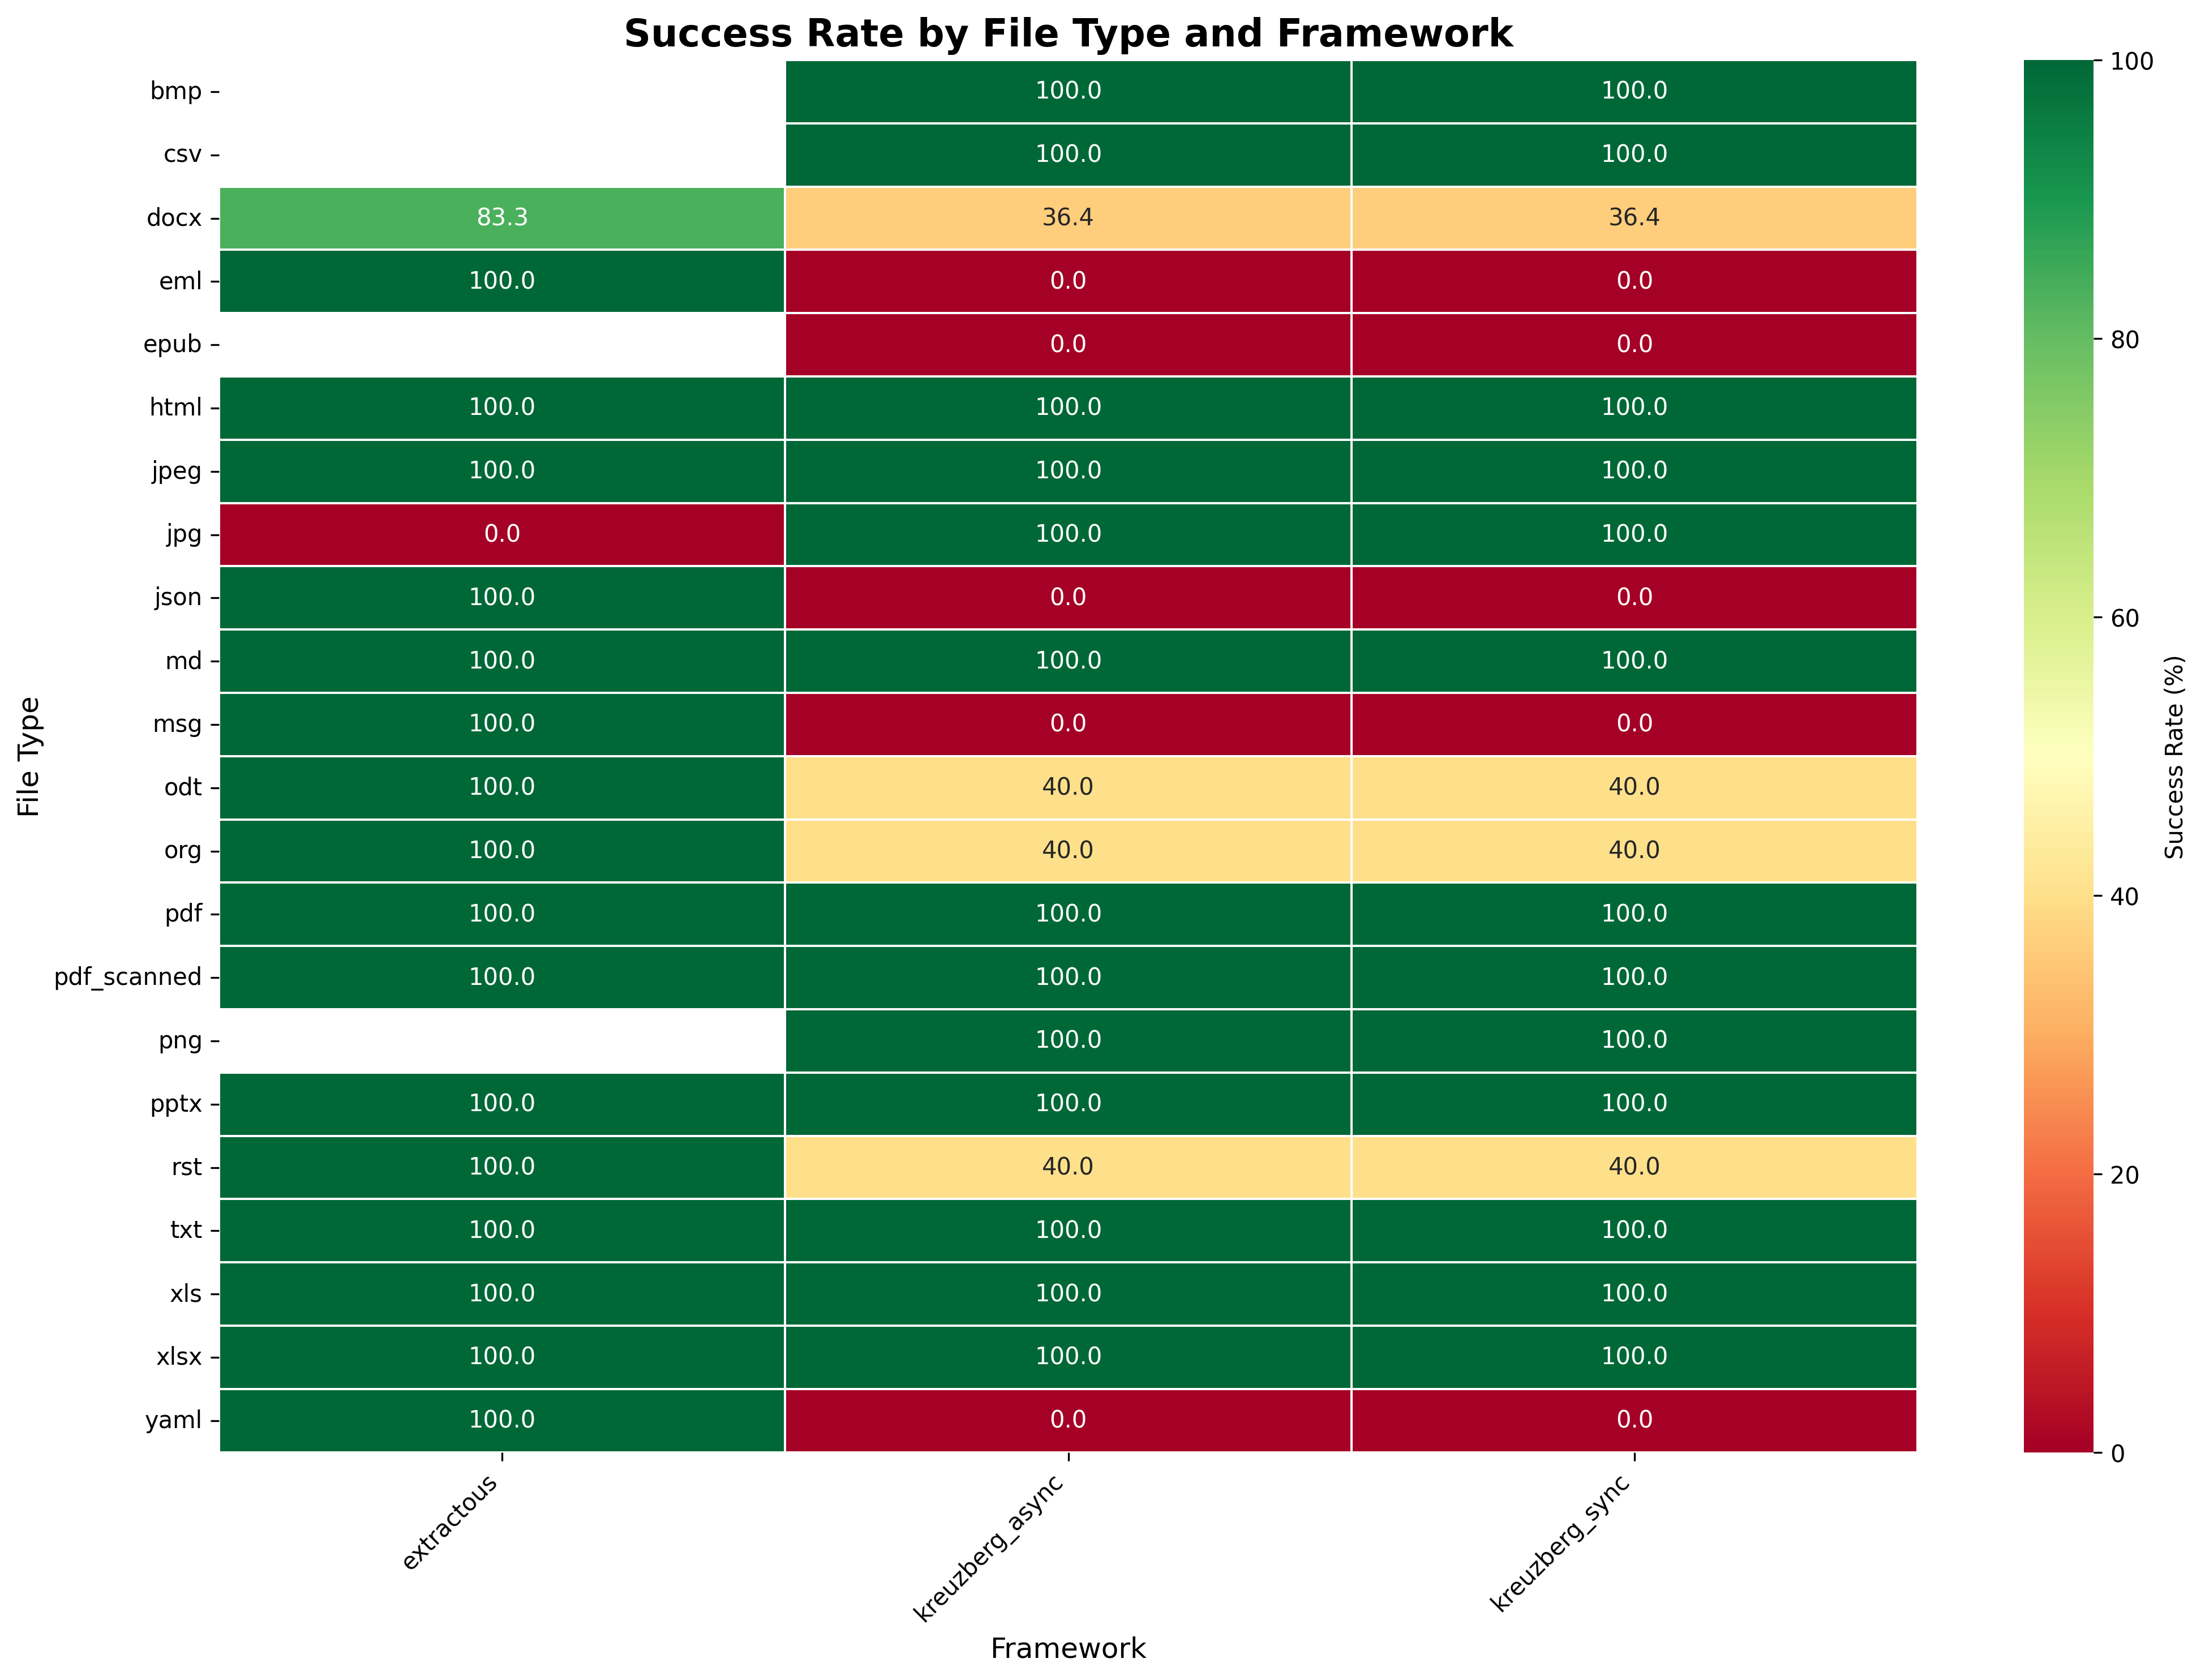 Success Rate by File Type and Framework
bmp 100.0 100.0
csv 100.0 100.0
docx 83.3 36.4 36.4
eml 100.0 0.0 0.0
epub 0.0 0.0
html 100.0 100.0 100.0
jpeg 100.0 100.0 100.0
jpg 0.0 100.0 100.0
json 100.0 0.0 0.0
md 100.0 100.0 100.0
msg 100.0 0.0 0.0
odt 100.0 40.0 40.0
org 100.0 40.0 40.0
pdf 100.0 100.0 100.0
pdf_scanned 100.0 100.0 100.0
png 100.0 100.0
pptx 100.0 100.0 100.0
rst 100.0 40.0 40.0
txt 100.0 100.0 100.0
xls 100.0 100.0 100.0
xlsx 100.0 100.0 100.0
yaml 100.0 0.0 0.0
File Type
extractous
kreuzberg_async
kreuzberg_sync
Framework
100
80
60
40
20
0
Success Rate (%)